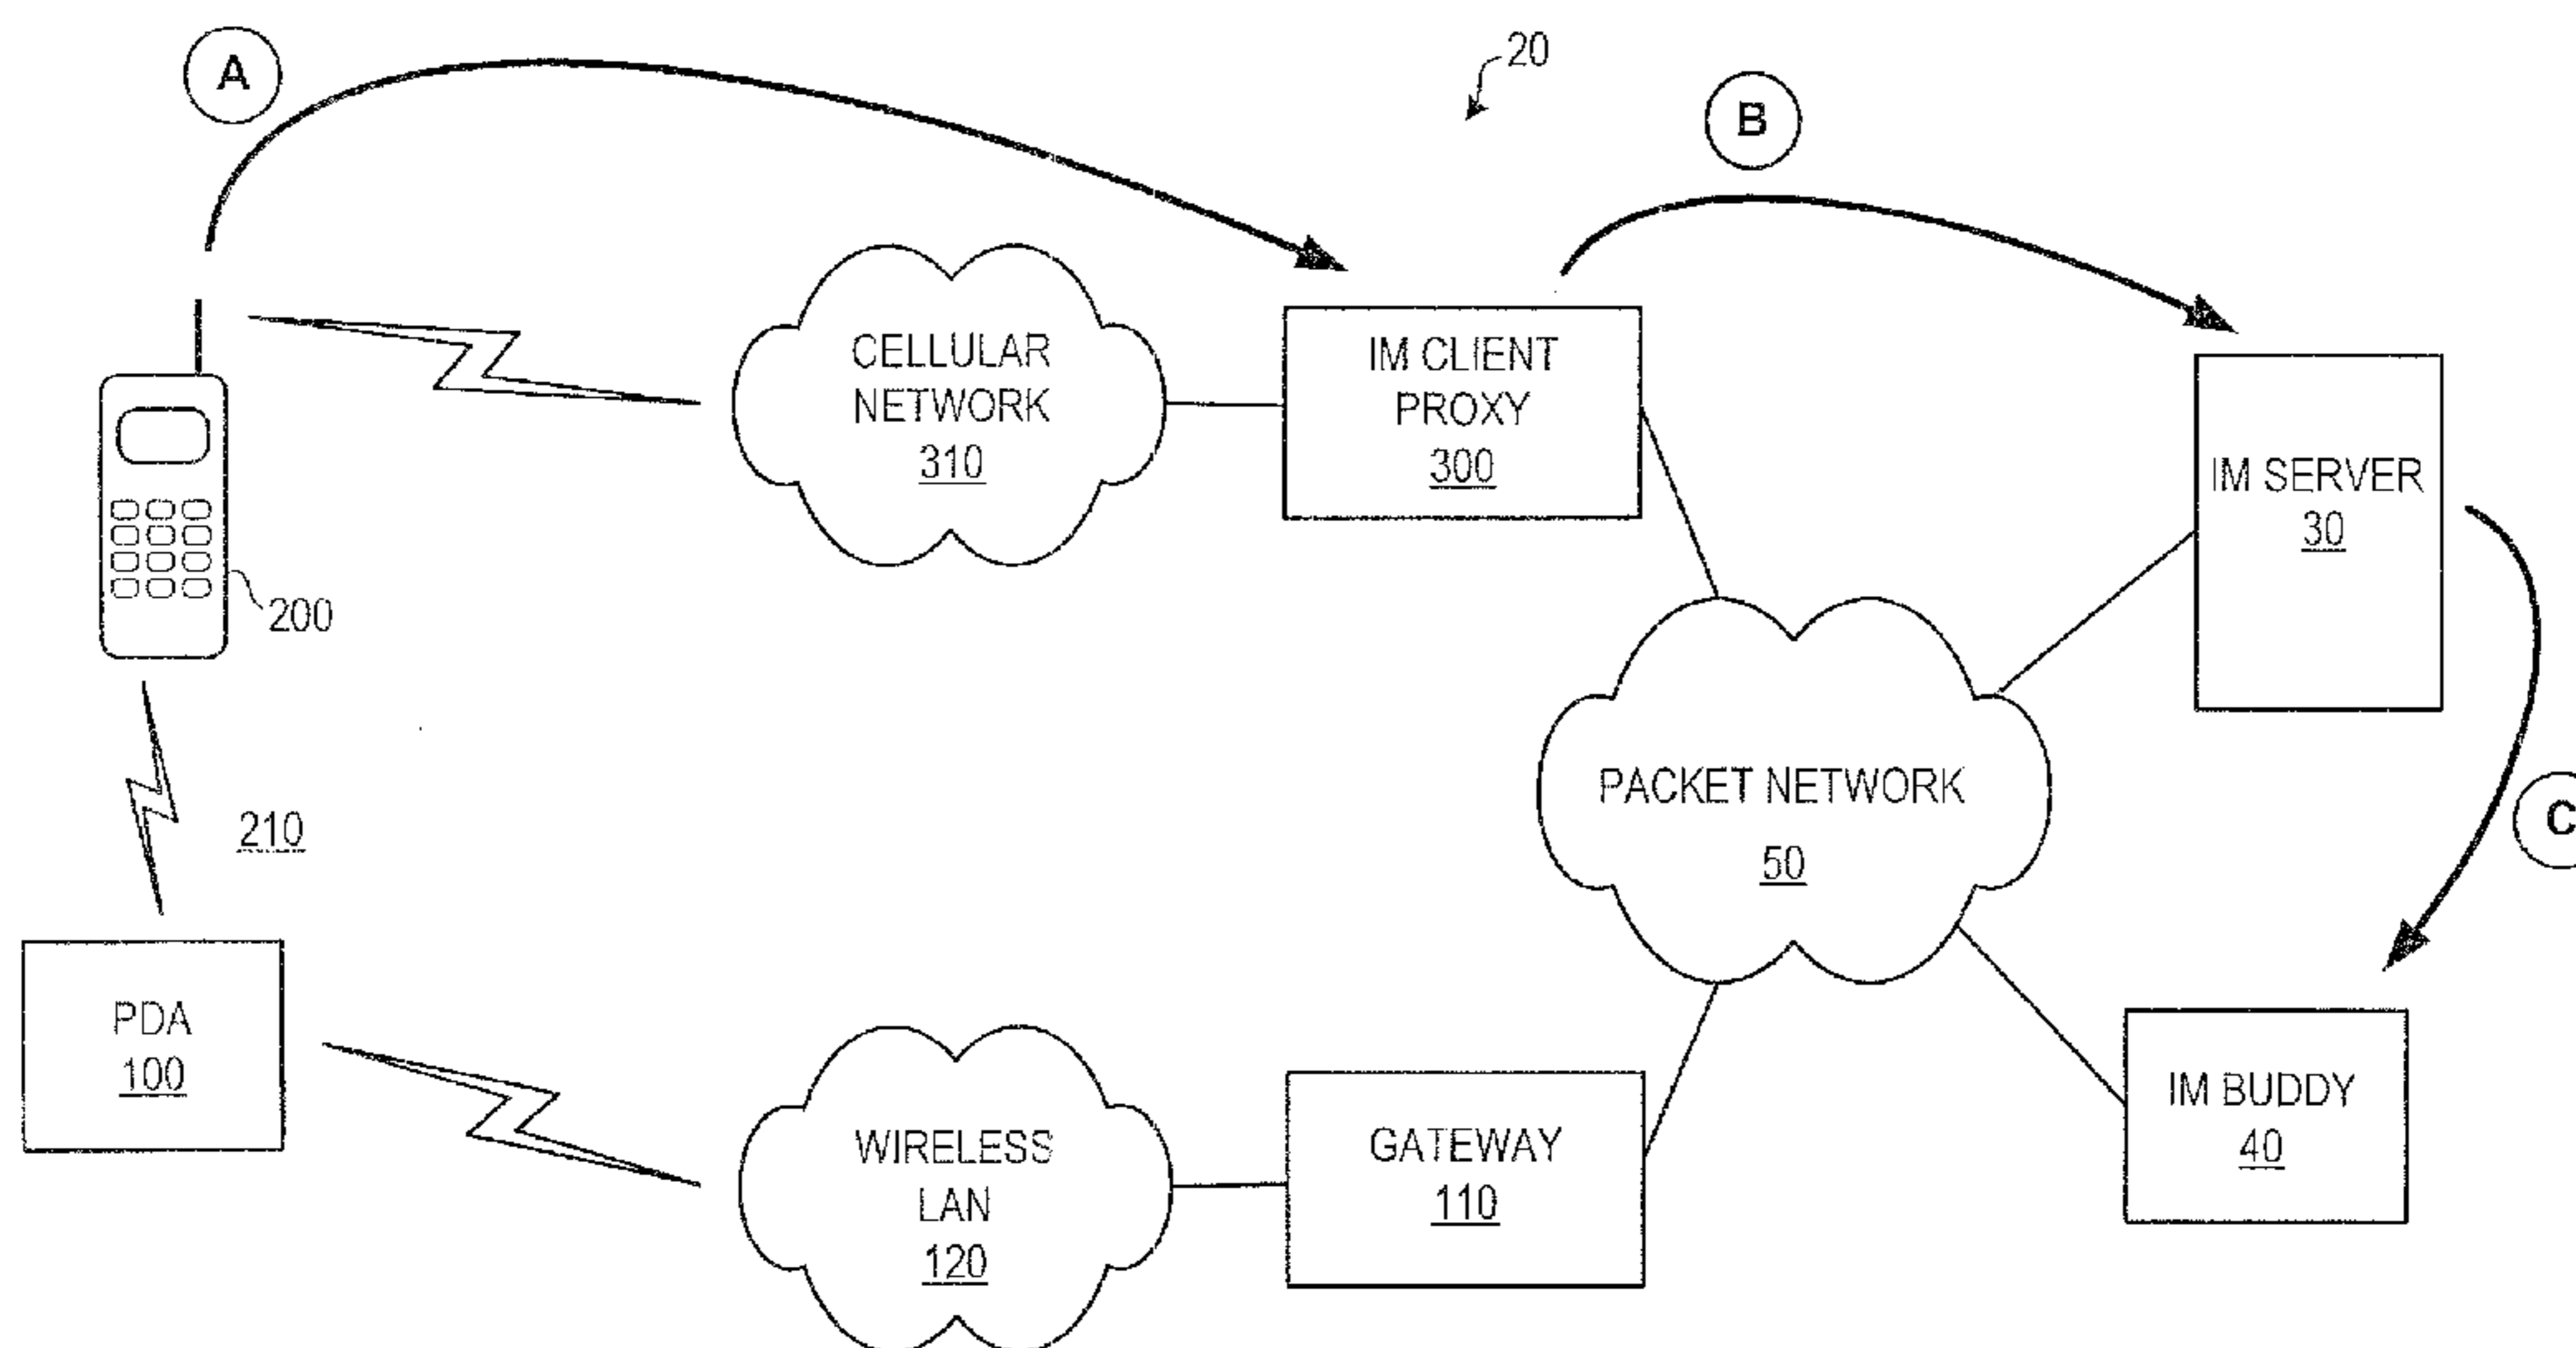 A
20
B
CELLULAR
NETWORK
310
IM CLIENT
PROXY
300
IM SERVER
30
200
PACKET NETWORK
50
210
C
PDA
100
WIRELESS
LAN
120
GATEWAY
110
IM BUDDY
40